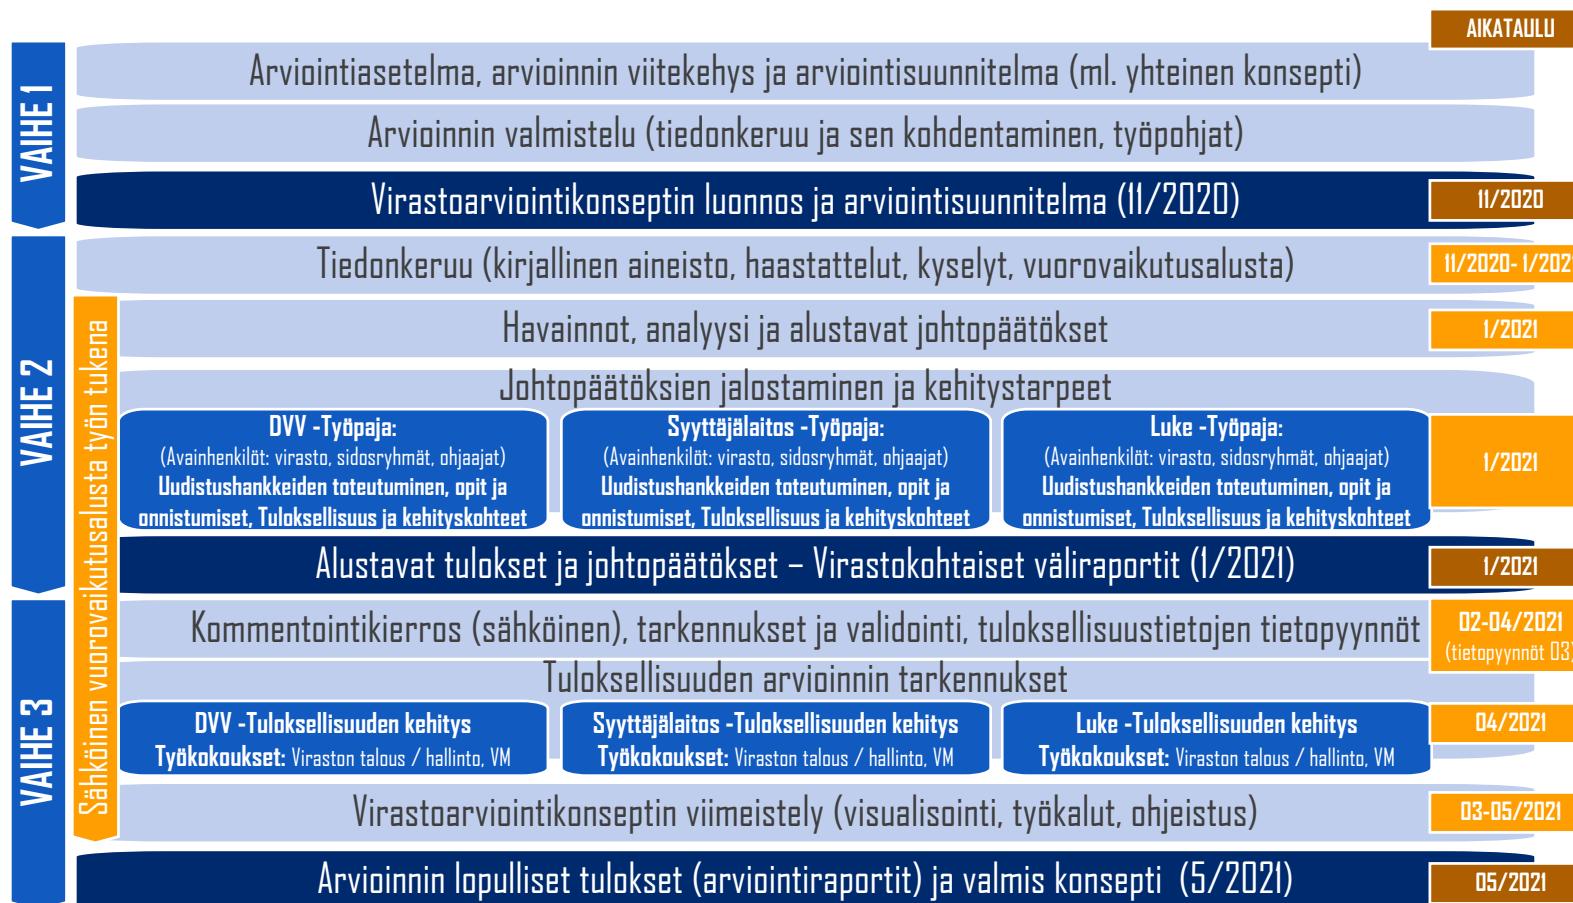 AIKATAULU
VAIHE 1
Arviointiasetelma, arvioinnin viitekehys ja arviointisuunnitelma (ml. yhteinen konsepti)
Arvioinnin valmistelu (tiedonkeruu ja sen kohdentaminen, työpohjat)
Virastoarviointikonseptin luonnos ja arviointisuunnitelma (11/2020)
11/2020
VAIHE 2
Tiedonkeruu (kirjallinen aineisto, haastattelut, kyselyt, vuorovaikutusalusta)
11/2020- 1/2021
Sähköinen vuorovaikutusalusta työn tukena
Havainnot, analyysi ja alustavat johtopäätökset
1/2021
Johtopäätöksien jalostaminen ja kehitystarpeet
DVV -Työpaja:
(Avainhenkilöt: virasto, sidosryhmät, ohjaajat)
Uudistushankkeiden toteutuminen, opit ja
onnistumiset, Tuloksellisuus ja kehityskohteet
Syyttäjälaitos -Työpaja:
(Avainhenkilöt: virasto, sidosryhmät, ohjaajat)
Uudistushankkeiden toteutuminen, opit ja
onnistumiset, Tuloksellisuus ja kehityskohteet
Luke -Työpaja:
(Avainhenkilöt: virasto, sidosryhmät, ohjaajat)
Uudistushankkeiden toteutuminen, opit ja
onnistumiset, Tuloksellisuus ja kehityskohteet
1/2021
Alustavat tulokset ja johtopäätökset – Virastokohtaiset väliraportit (1/2021)
1/2021
VAIHE 3
Kommentointikierros (sähköinen), tarkennukset ja validointi, tuloksellisuustietojen tietopyynnöt
02-04/2021
(tietopyynnöt 03)
Tuloksellisuuden arvioinnin tarkennukset
DVV -Tuloksellisuuden kehitys
Työkokoukset: Viraston talous / hallinto, VM
Syyttäjälaitos -Tuloksellisuuden kehitys
Työkokoukset: Viraston talous / hallinto, VM
Luke -Tuloksellisuuden kehitys
Työkokoukset: Viraston talous / hallinto, VM
04/2021
Virastoarviointikonseptin viimeistely (visualisointi, työkalut, ohjeistus)
03-05/2021
Arvioinnin lopulliset tulokset (arviointiraportit) ja valmis konsepti (5/2021)
05/2021